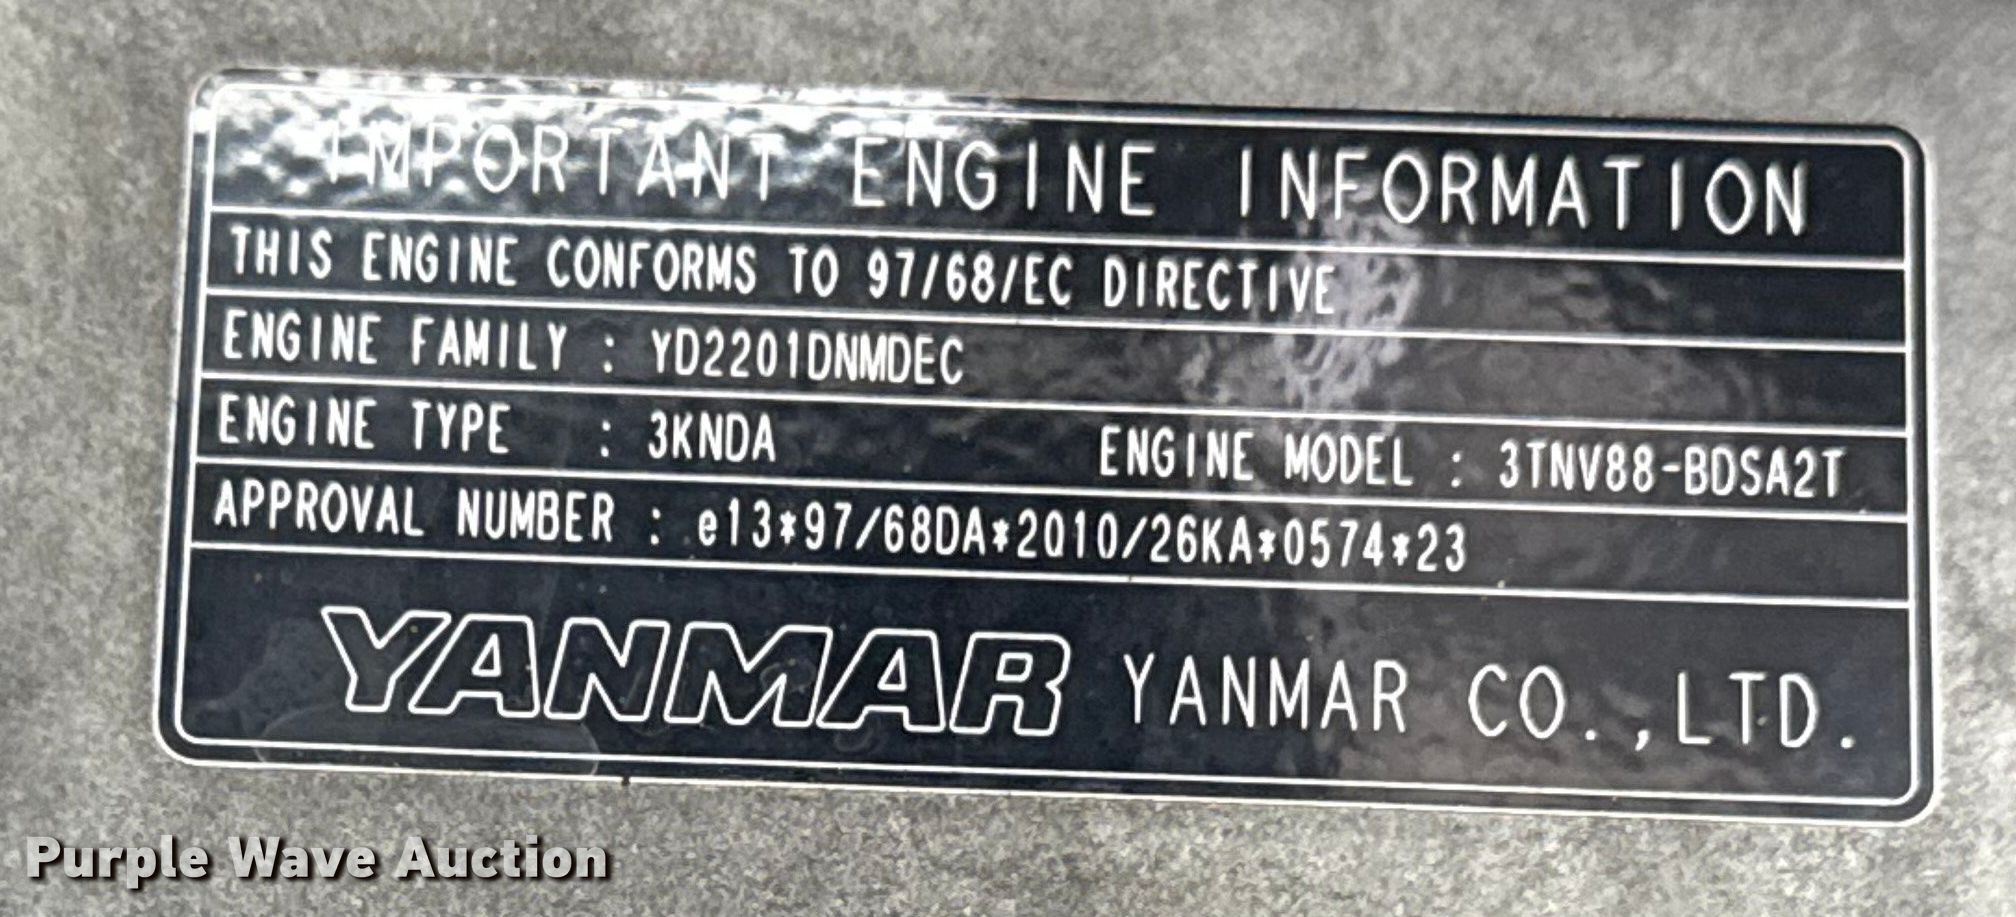 IMPORTANT ENGINE INFORMATION
THIS ENGINE CONFORMS TO 97/68/EC DIRECTIVE
ENGINE FAMILY : YD2201DNMDEC
ENGINE TYPE : 3KNDA ENGINE MODEL : 3TNV88-BDSA2T
APPROVAL NUMBER : e13*97/68DA*2010/26KA*0574*23
YANMAR YANMAR CO.,LTD.
Purple Wave Auction